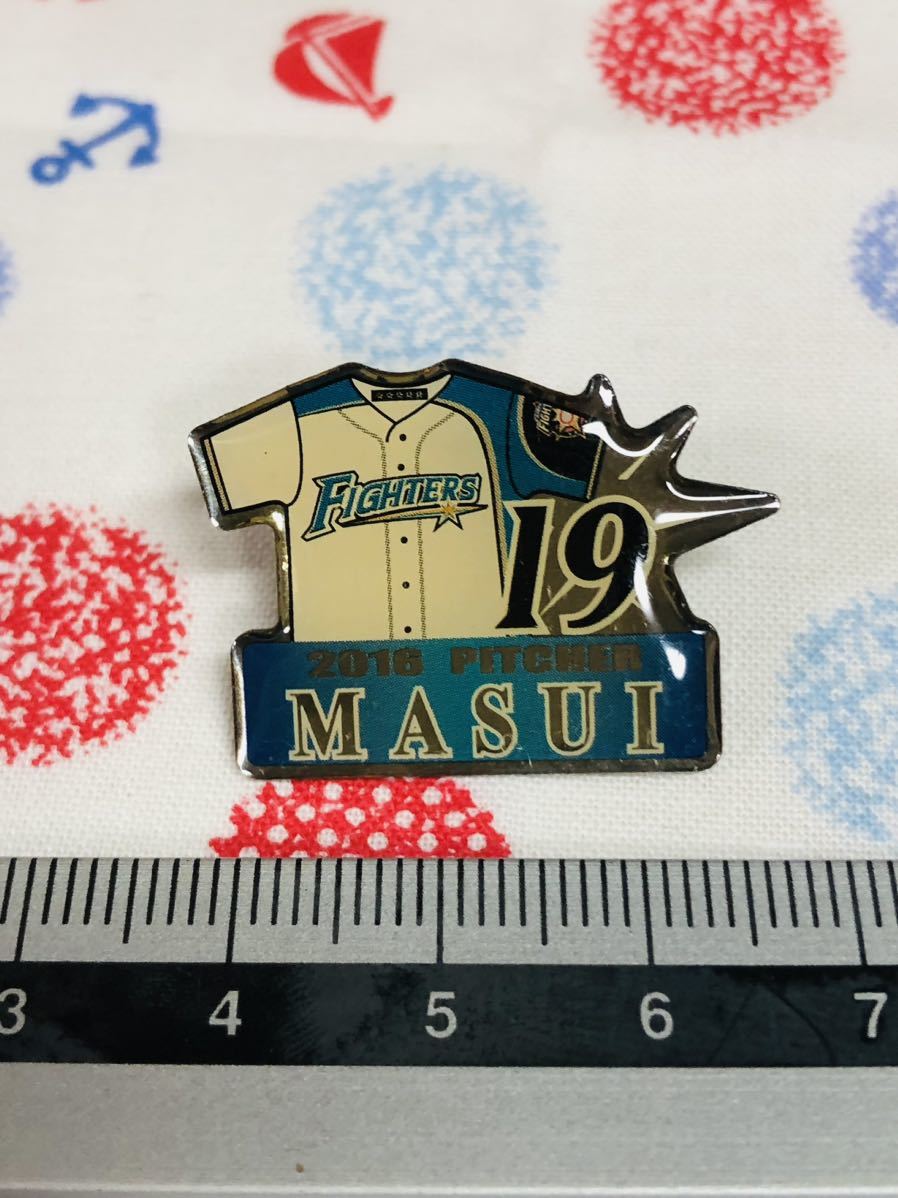 FIGHTERS
19
2016 PITCHER
MASUI
3 4 5 6 7